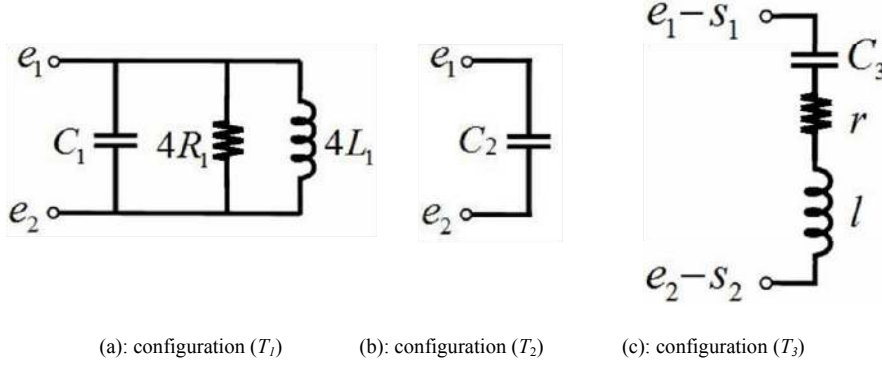 e₁
C₁ 4R₁ 4L₁
e₂
e₁
C₂
e₂
e₁−s₁
C₃
r
l
e₂−s₂
(a): configuration (T₁) (b): configuration (T₂) (c): configuration (T₃)